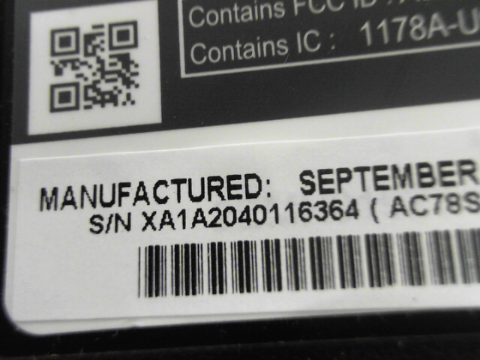 Contains FCC ID :
Contains IC : 1178A-U
MANUFACTURED: SEPTEMBER
S/N XA1A2040116364 ( AC78S